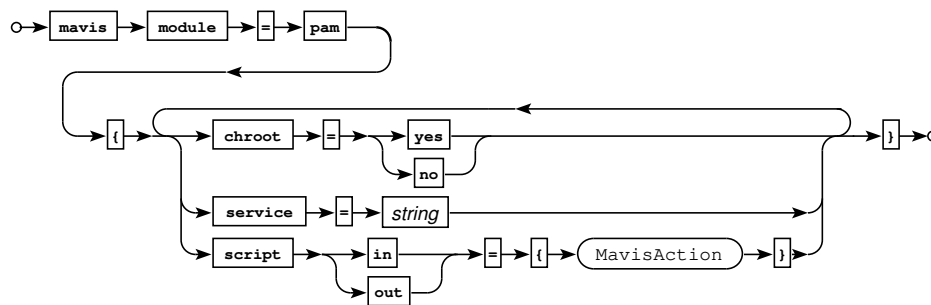 mavis module = pam
{ chroot = yes }
no
service = string
script in = { MavisAction }
out